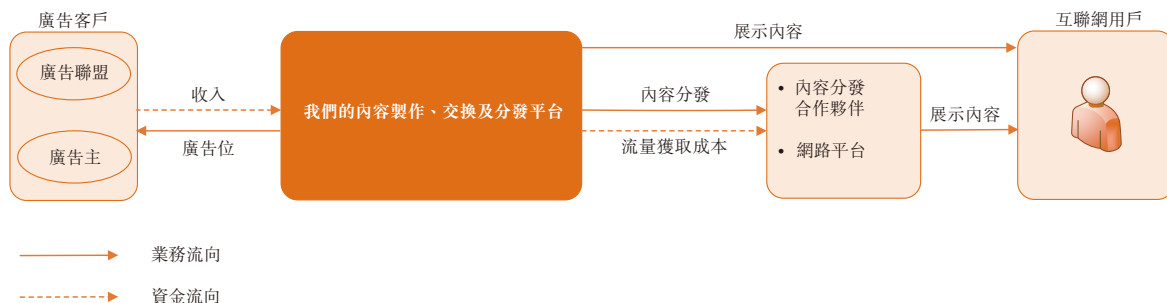 廣告客戶
廣告聯盟
廣告主
收入
廣告位
我們的內容製作、交換及分發平台
展示內容
內容分發
流量獲取成本
• 內容分發
合作夥伴
• 網路平台
展示內容
互聯網用戶
業務流向
資金流向